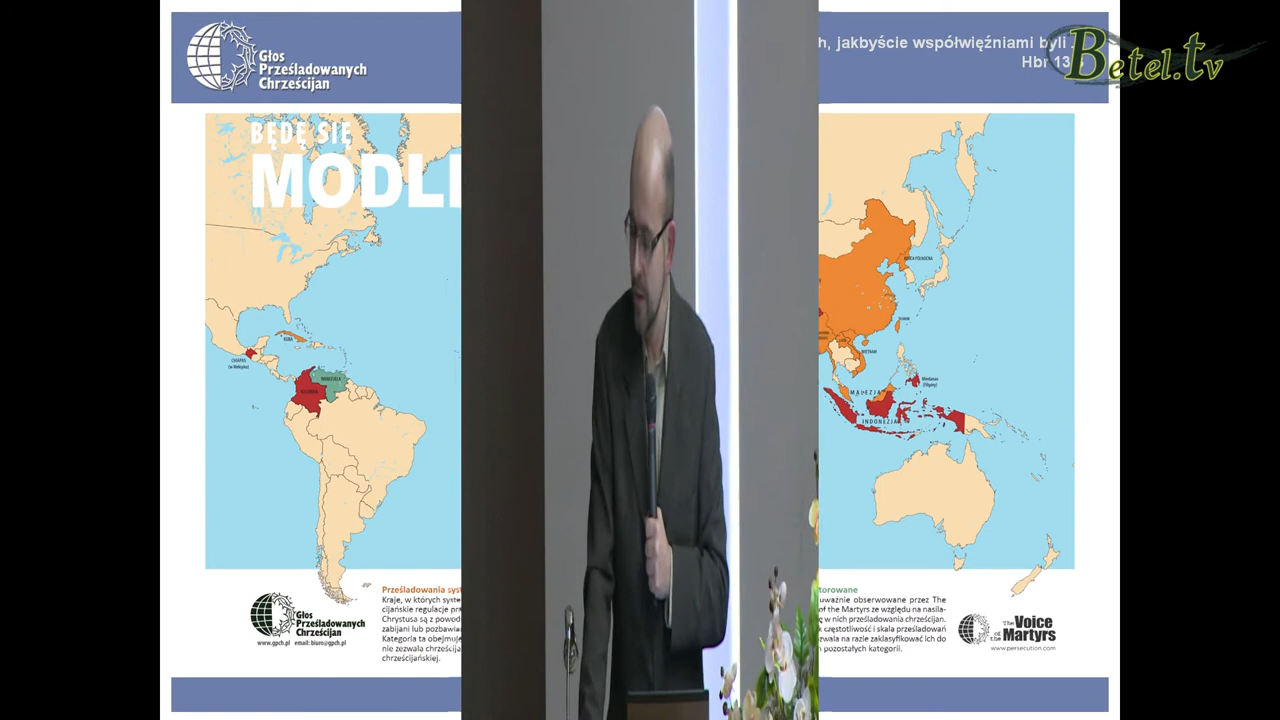 Głos
Prześladowanych
Chrześcijan
h, jakbyście współwięźniami byli
Hbr 13
Betel.tv
BĘDĘ SIĘ
MODL
KUBA
CHIAPAS
(w Meksyku)
WENEZUELA
KOLUMBIA
KOREA PÓŁNOCNA
WIETNAM
Mindanao
(Filipiny)
MALEZJA
INDONEZJA
Prześladowania sys
Kraje, w których syste
cijańskie regulacje pr
Chrystusa są z powod
zabijani lub pozbawia
Kategoria ta obejmuje
nie zezwala chrześcija
chrześcijańskiej.
Głos
Prześladowanych
Chrześcijan
www.gpch.pl email: biuro@gpch.pl
torowane
uważnie obserwowane przez The
of the Martyrs ze względu na nasila-
ę w nich prześladowania chrześcijan.
k częstotliwość i skala prześladowań
zwala na razie zaklasyfikować ich do
pozostałych kategorii.
The Voice
of the Martyrs
www.persecution.com